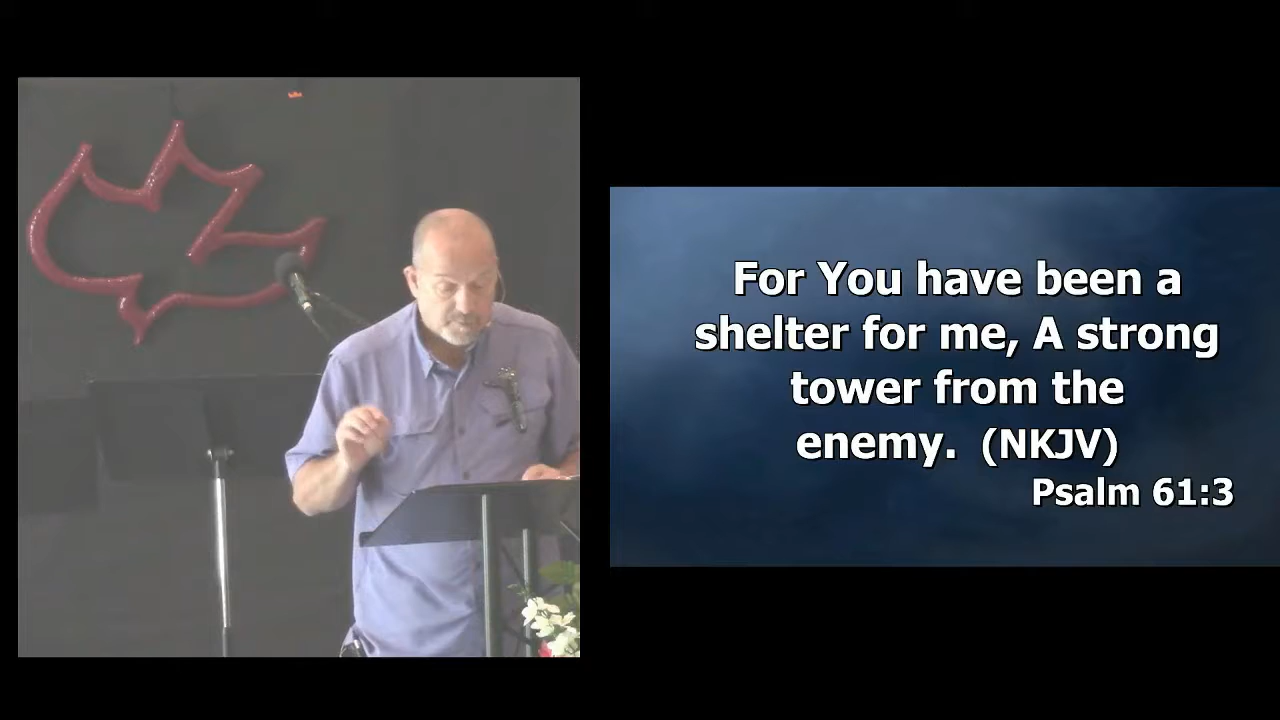 For You have been a
shelter for me, A strong
tower from the
enemy.  (NKJV)
Psalm 61:3